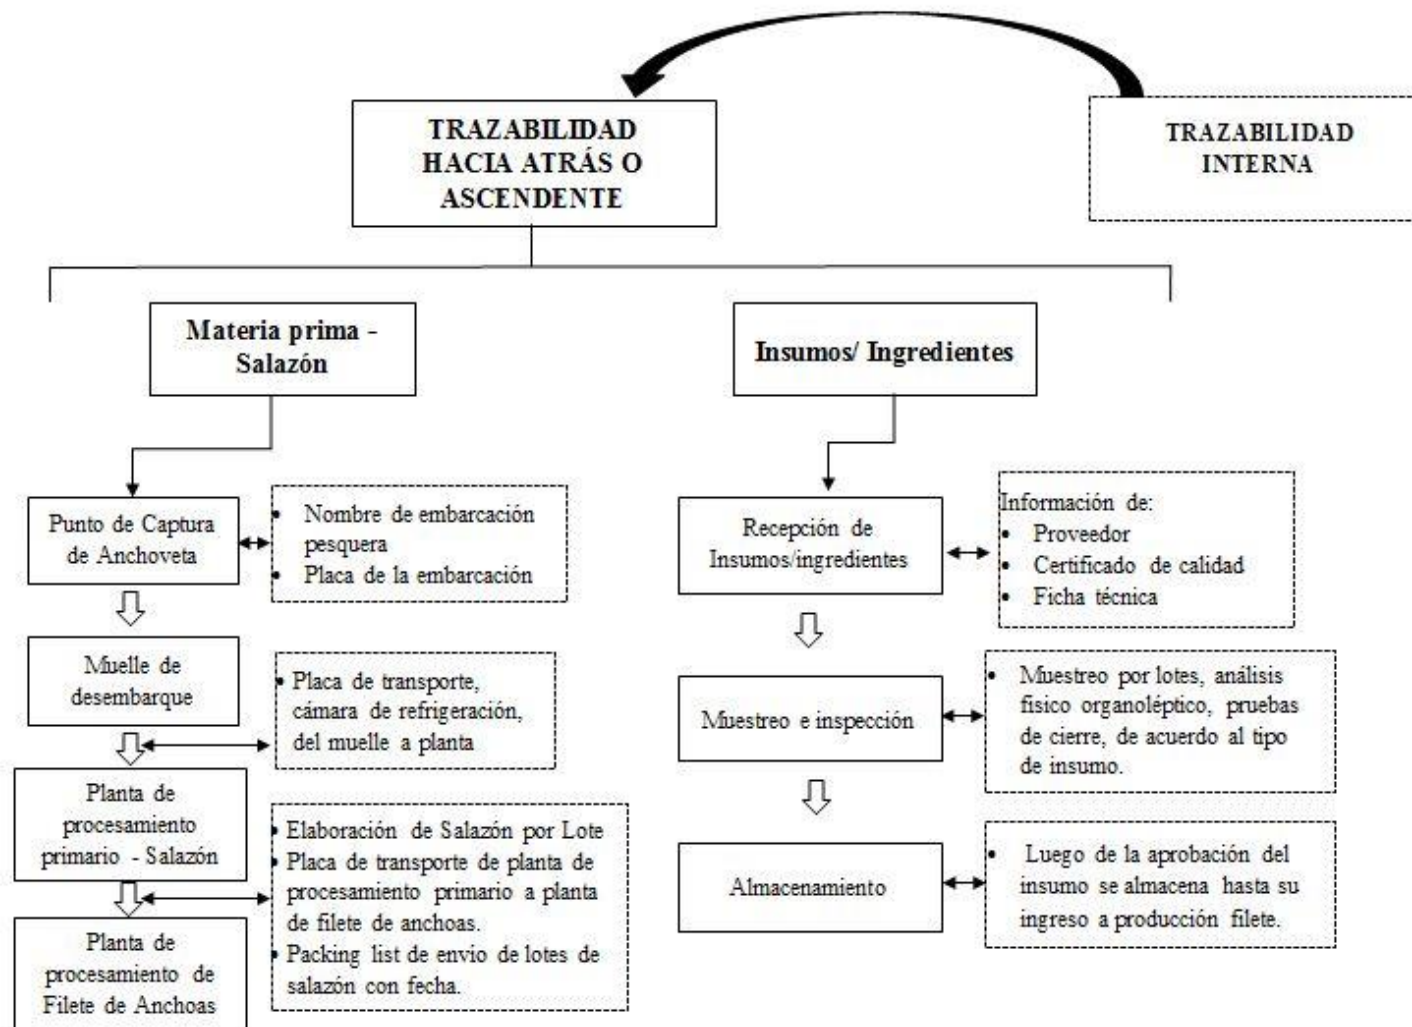 TRAZABILIDAD
HACIA ATRÁS O
ASCENDENTE
TRAZABILIDAD
INTERNA
Materia prima -
Salazón
Insumos/ Ingredientes
Punto de Captura
de Anchoveta
• Nombre de embarcación
pesquera
• Placa de la embarcación
Muelle de
desembarque
• Placa de transporte,
cámara de refrigeración,
del muelle a planta
Planta de
procesamiento
primario - Salazón
• Elaboración de Salazón por Lote
• Placa de transporte de planta de
procesamiento primario a planta
de filete de anchoas.
• Packing list de envío de lotes de
salazón con fecha.
Planta de
procesamiento de
Filete de Anchoas
Recepción de
Insumos/ingredientes
Información de:
• Proveedor
• Certificado de calidad
• Ficha técnica
Muestreo e inspección
• Muestreo por lotes, análisis
físico organoléptico, pruebas
de cierre, de acuerdo al tipo
de insumo.
Almacenamiento
• Luego de la aprobación del
insumo se almacena hasta su
ingreso a producción filete.